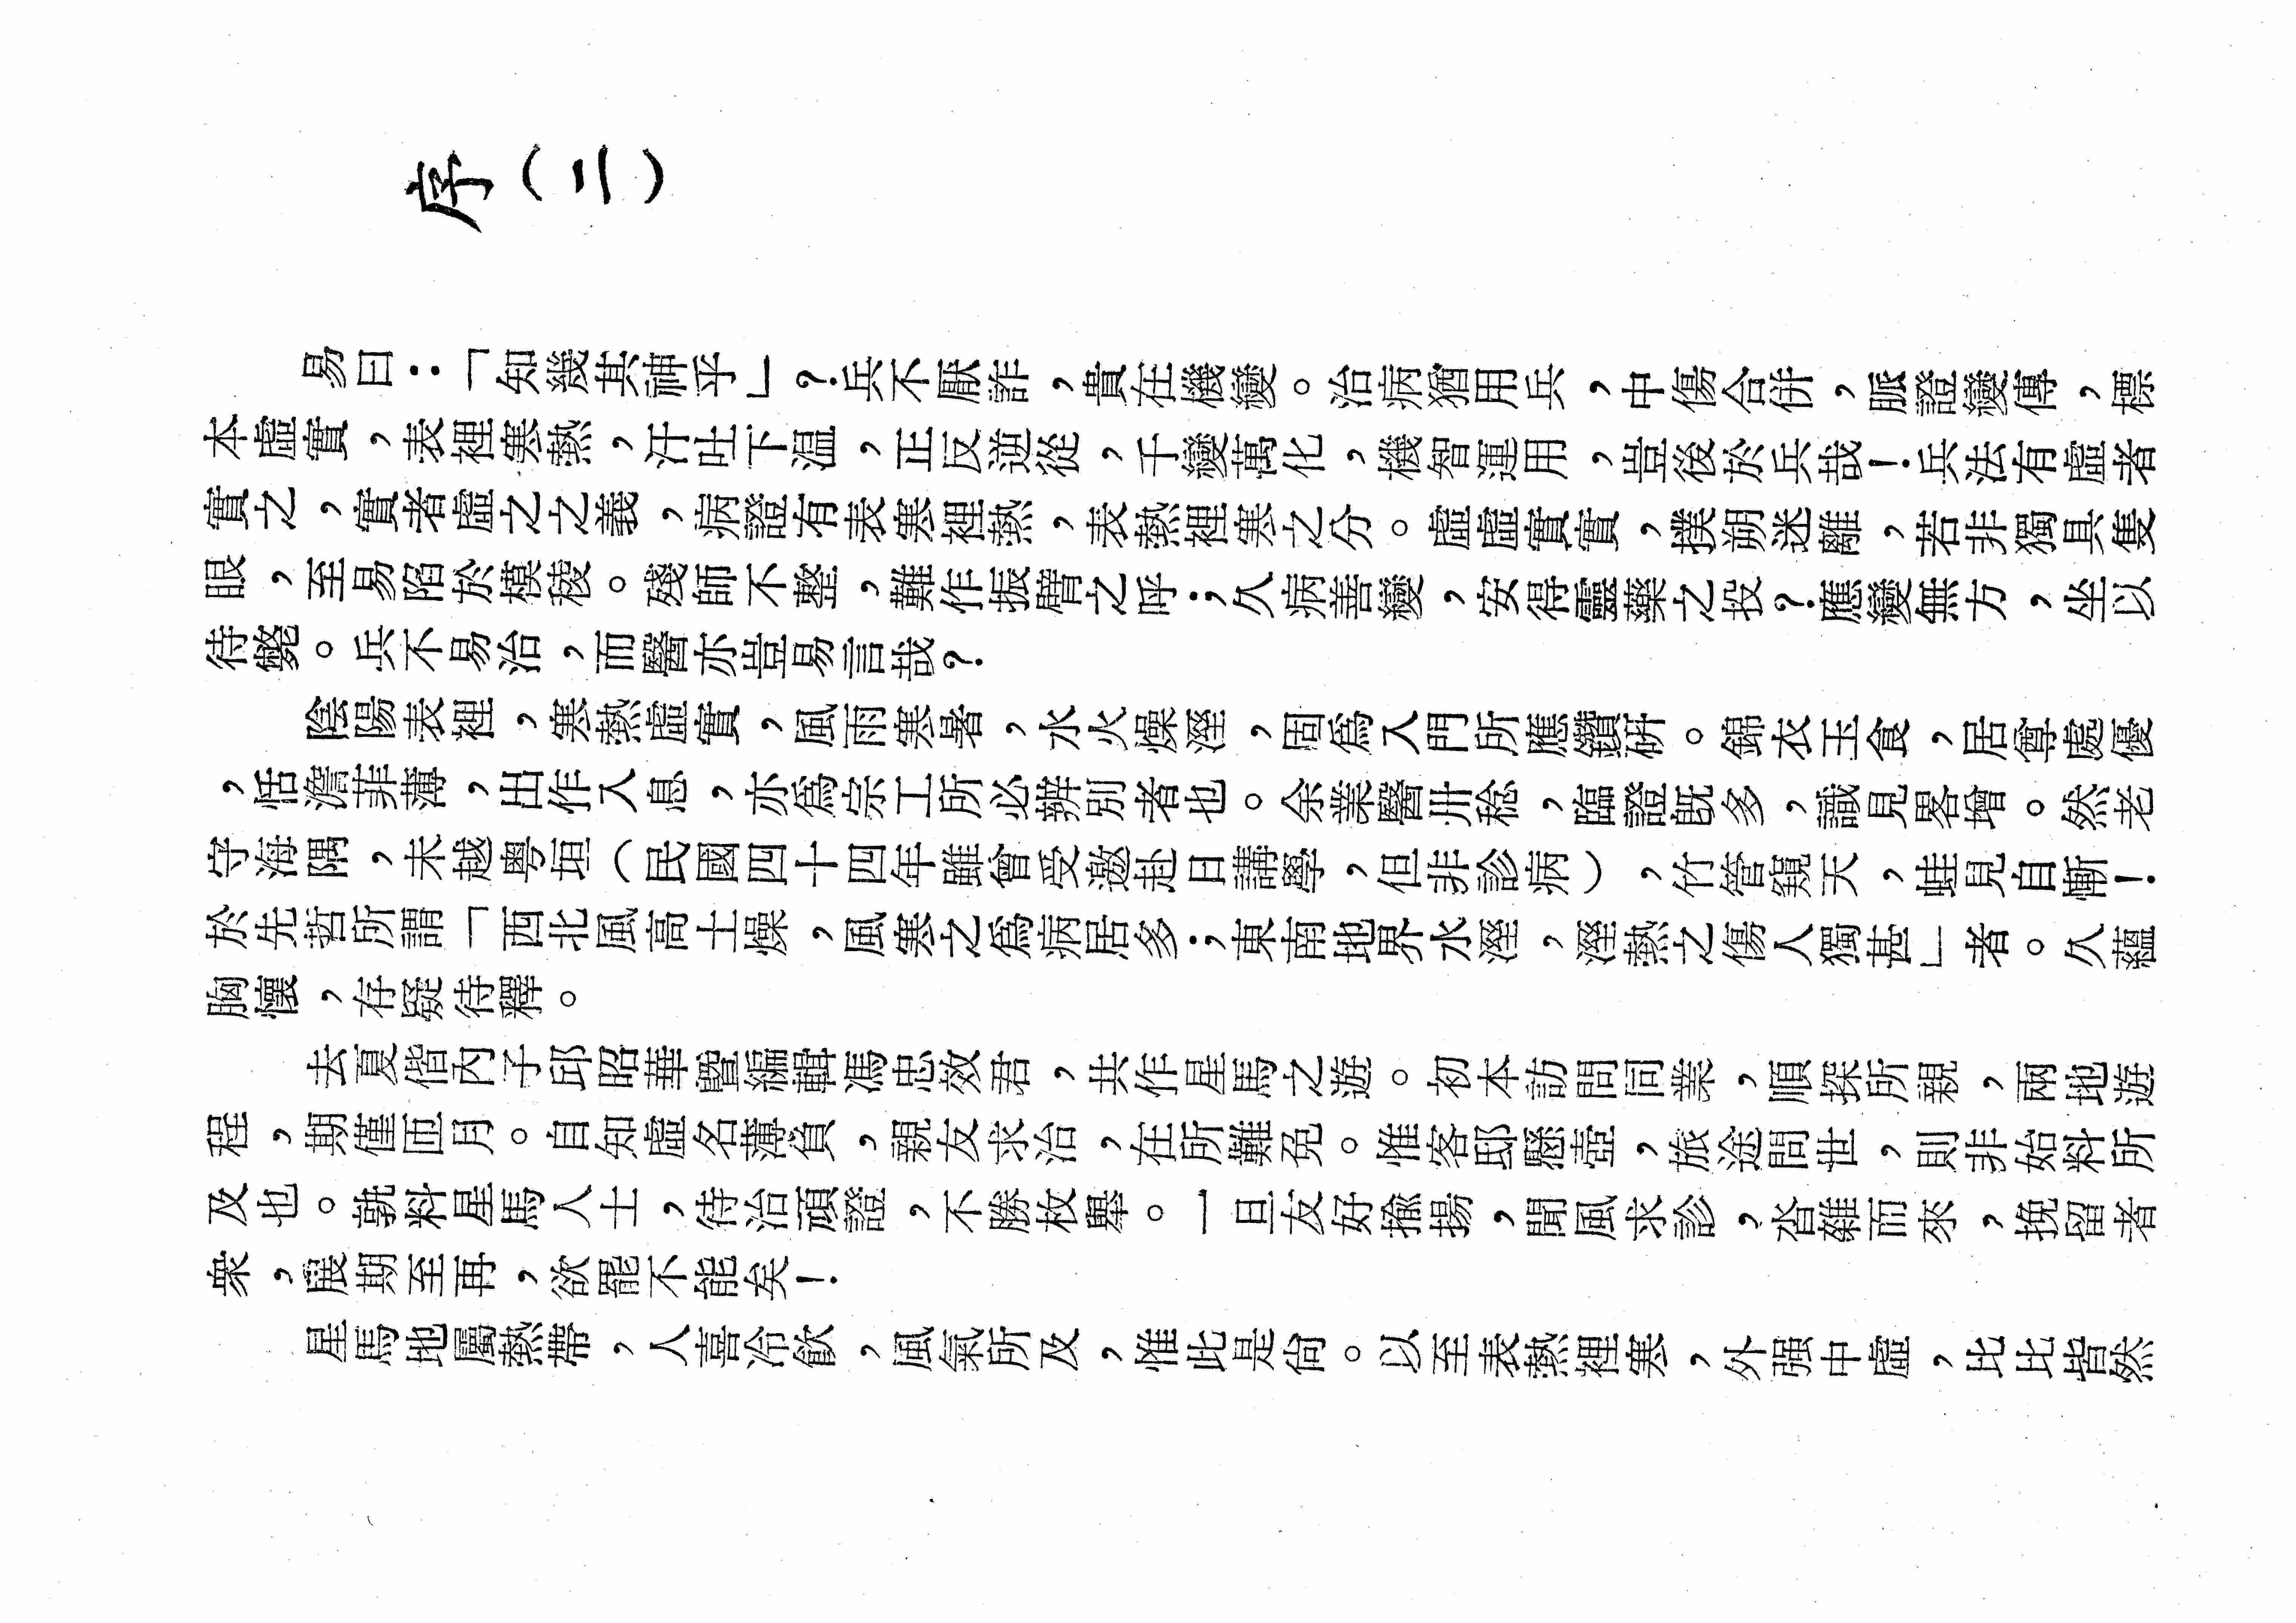 序（二）
易曰：「知幾其神乎」？兵不厭詐，貴在機變。治病猶用兵，中傷合併，脈證變傳，標
本虛實，表裡寒熱，汗吐下温，正反逆從，千變萬化，機智運用，豈後於兵哉！兵法有虛者
實之，實者虛之之義，病證有表寒裡熱，表熱裡寒之分。虛虛實實，撲朔迷離，若非獨具隻
眼，至易陷於模稜。殘師不整，難作振臂之呼；久病善變，安得靈藥之投？應變無方，坐以
待斃。兵不易治，而醫亦豈易言哉？
陰陽表裡，寒熱虛實，風雨寒暑，水火燥溼，固爲入門所應鑽硏。錦衣玉食，居尊處優
，恬澹菲薄，出作入息，亦爲宗工所必辨別者也。余業醫卅稔，臨證旣多，識見畧增。然老
守海隅，未越粤垣（民國四十四年雖曾受邀赴日講學，但非診病），竹管窺天，蛙見自慚！
於先哲所謂「西北風高土燥，風寒之爲病居多；東南地界水溼，溼熱之傷人獨甚」者。久蘊
胸懷，存疑待釋。
去夏偕內子邱昭華曁編輯馮忠效君，共作星馬之遊。初本訪問同業，順探所親，兩地遊
程，期僅匝月。自知虛名薄負，親友求治，在所難免。惟客邸懸壺，旅途問世，則非始料所
及也。孰料星馬人士，待治頑證，不勝枚舉。一旦友好揄揚，聞風求診，沓雜而來，挽留者
衆，展期至再，欲罷不能矣！
星馬地屬熱帶，人喜冷飮，風氣所及，惟此是尙。以至表熱裡寒，外强中虛，比比皆然